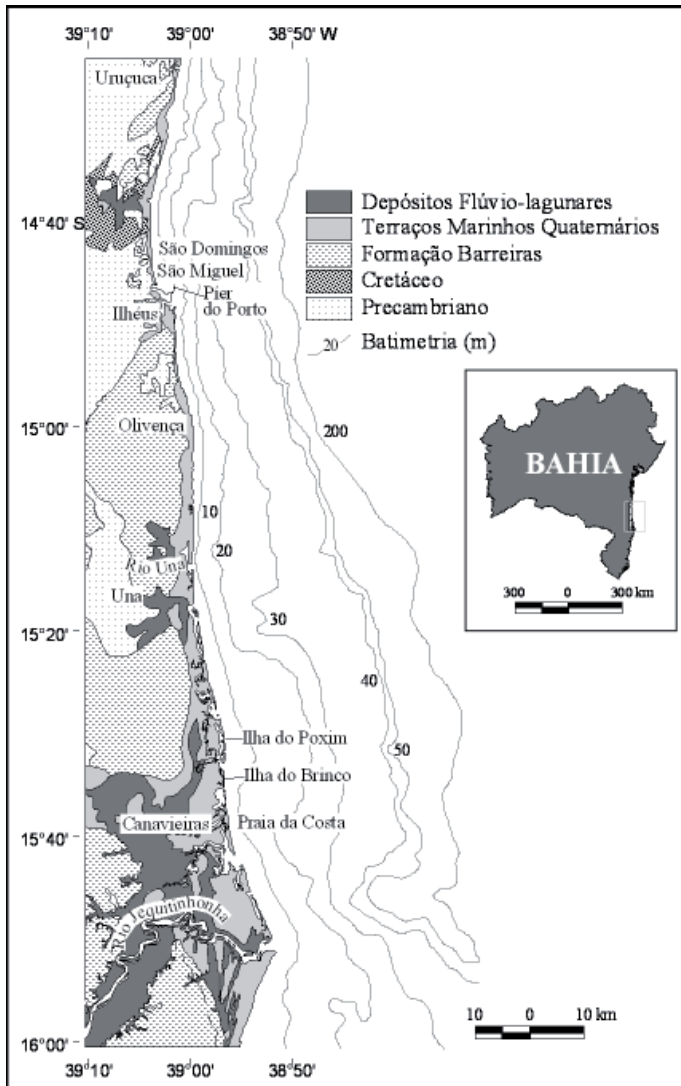 39°10' 39°00' 38°50' W
Uruçuca
Depósitos Flúvio-lagunares
14°40' S
Terraços Marinhos Quaternários
São Domingos
Formação Barreiras
São Miguel
Cretáceo
Píer
do Porto
Ilhéus
Precambriano
20 Batimetria (m)
15°00'
Olivença
200
BAHIA
10
20
Rio Una
Una
300 0 300 km
30
15°20'
40
Ilha do Poxim
50
Ilha do Brinco
Canavieiras
Praia da Costa
15°40'
Rio Jequitinhonha
10 0 10 km
16°00'
39°10' 39°00' 38°50'